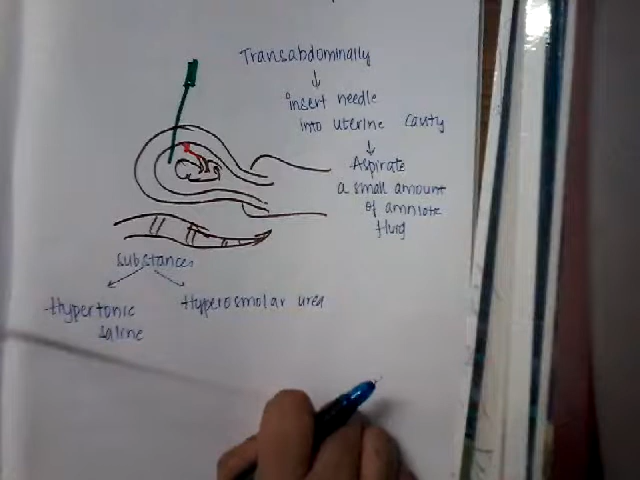 Transabdominally
insert needle
into uterine cavity
Aspirate
a small amount
of amniotic
fluid
substances
Hypertonic
saline
Hyperosmolar urea